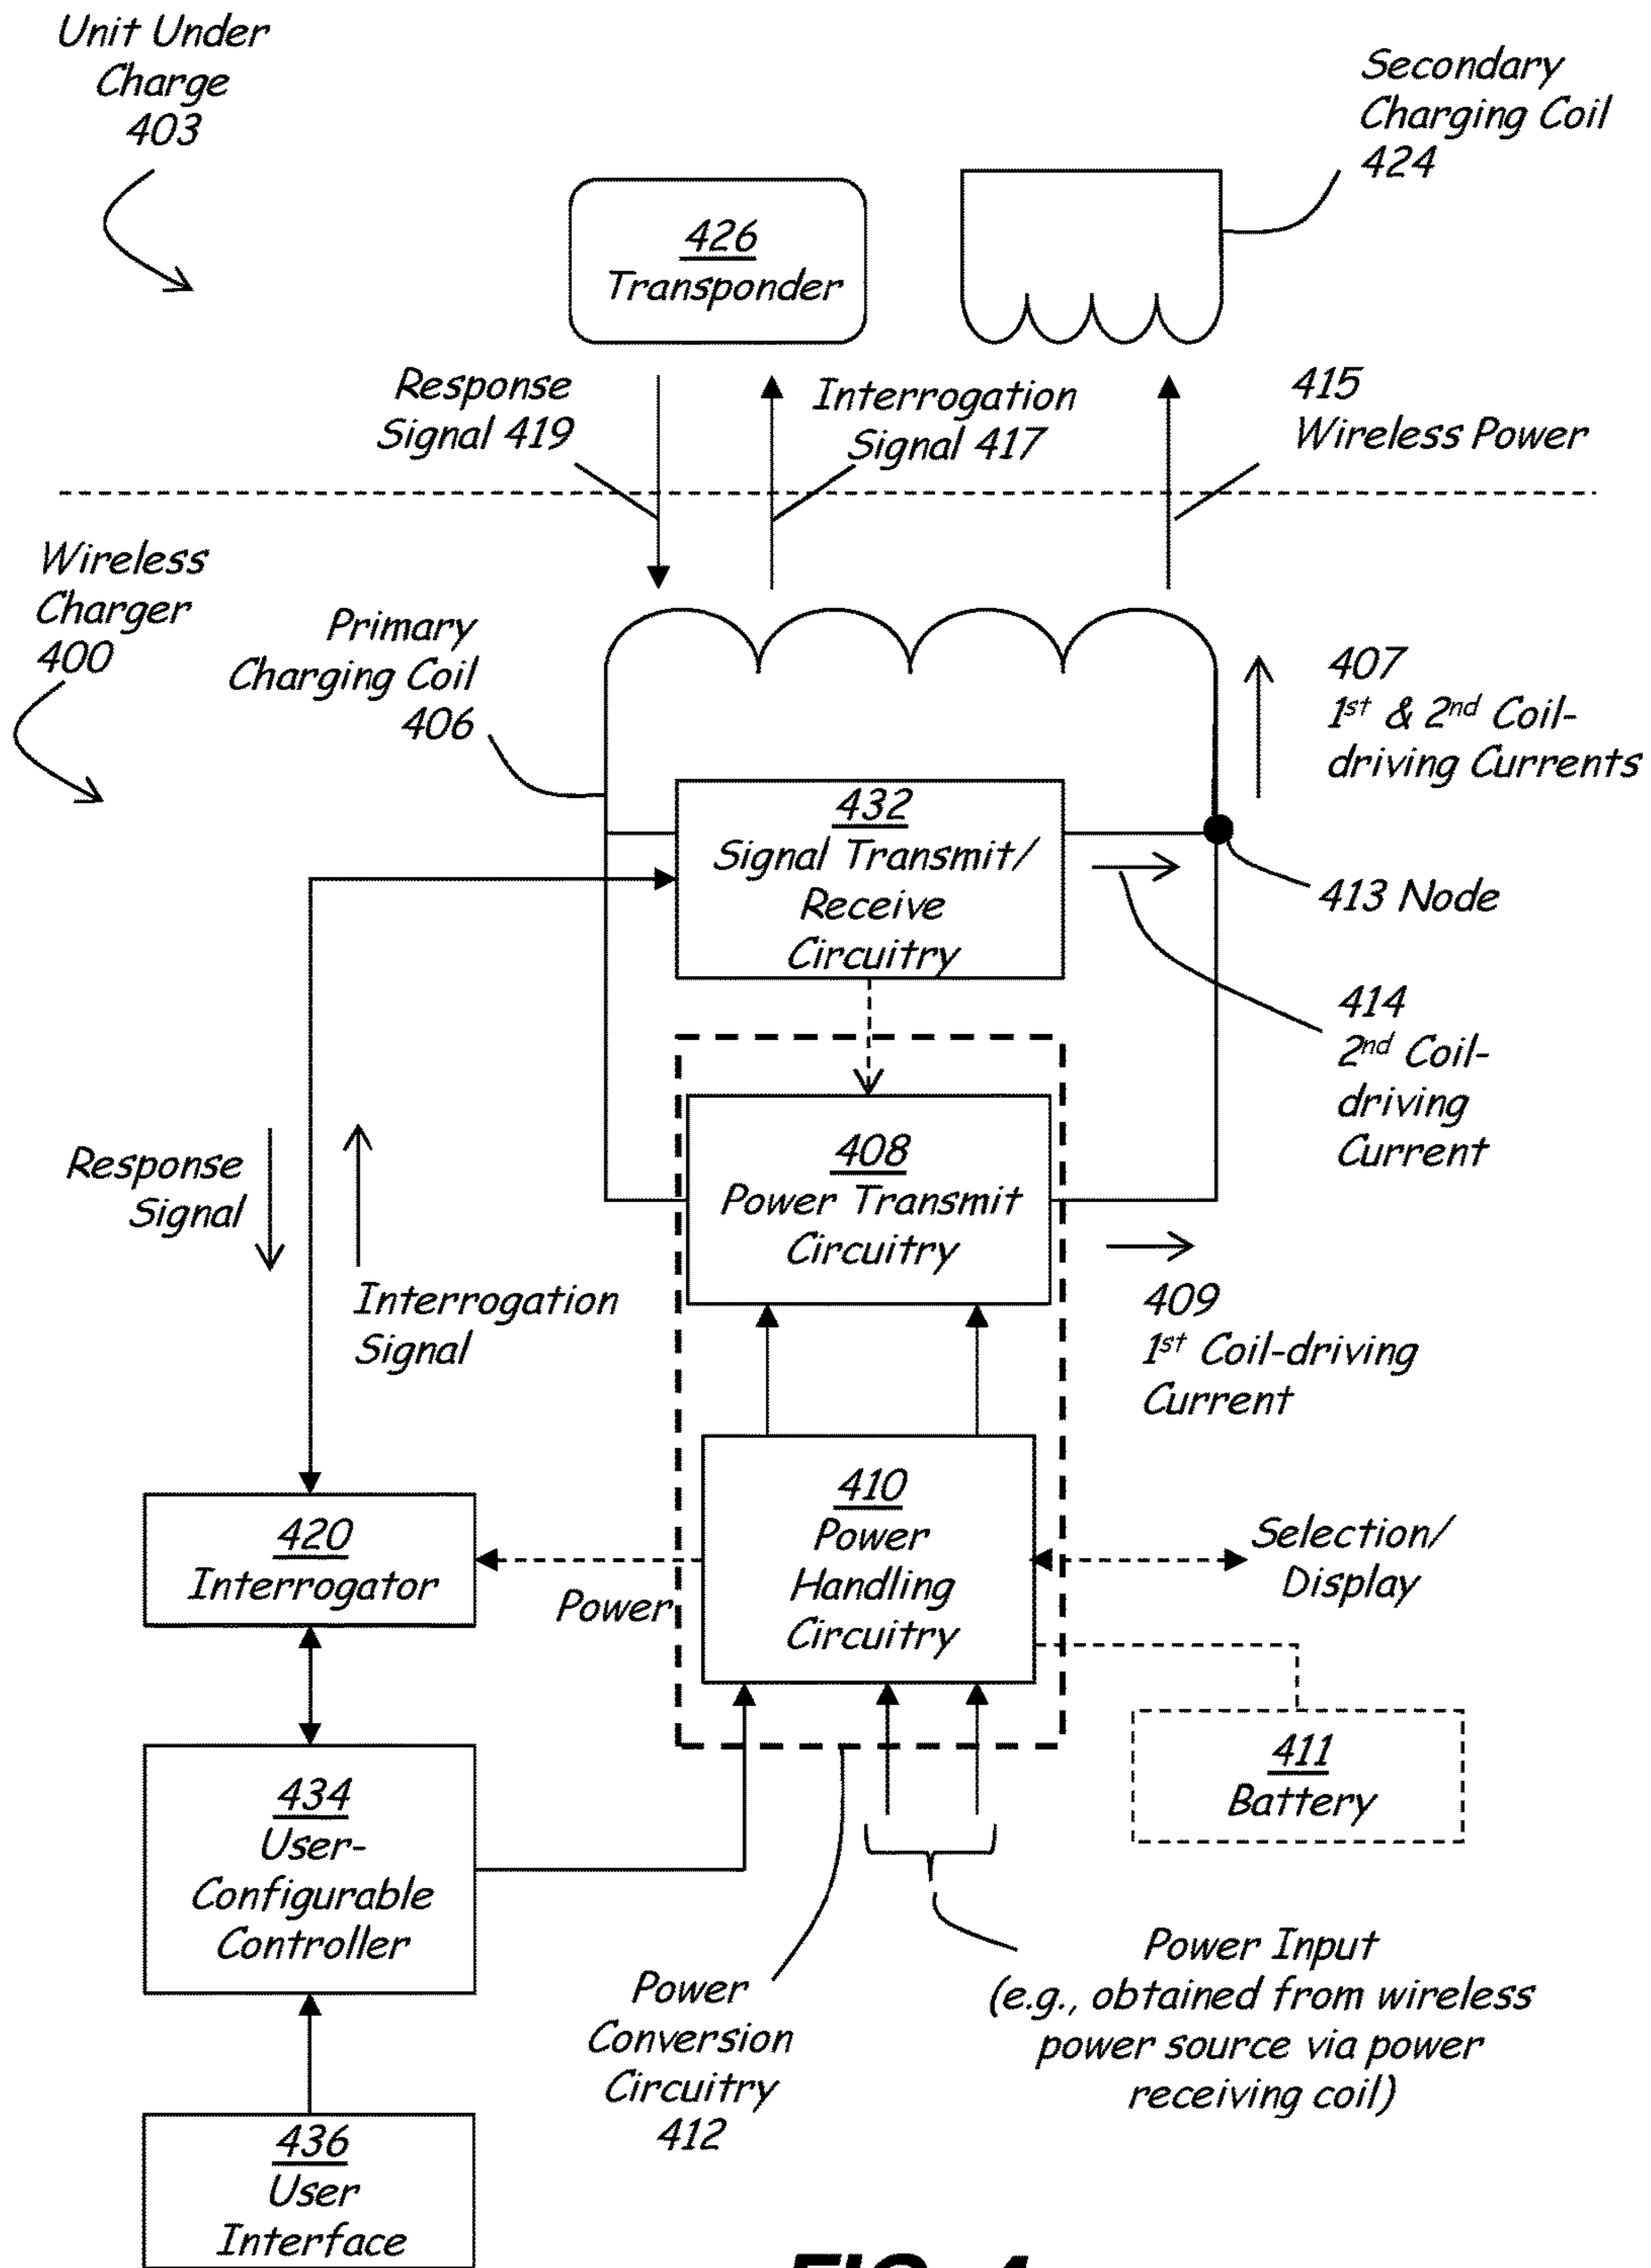 Unit Under
Charge
403
Secondary
Charging Coil
424
426
Transponder
Response
Signal 419
Interrogation
Signal 417
415
Wireless Power
Wireless
Charger
400
Primary
Charging Coil
406
407
1st & 2nd Coil-
driving Currents
432
Signal Transmit/
Receive
Circuitry
413 Node
414
2nd Coil-
driving
Current
408
Power Transmit
Circuitry
Response
Signal
Interrogation
Signal
409
1st Coil-driving
Current
410
Power
Handling
Circuitry
420
Interrogator
Power
Selection/
Display
411
Battery
434
User-
Configurable
Controller
Power
Conversion
Circuitry
412
Power Input
(e.g., obtained from wireless
power source via power
receiving coil)
436
User
Interface
FIG. 4